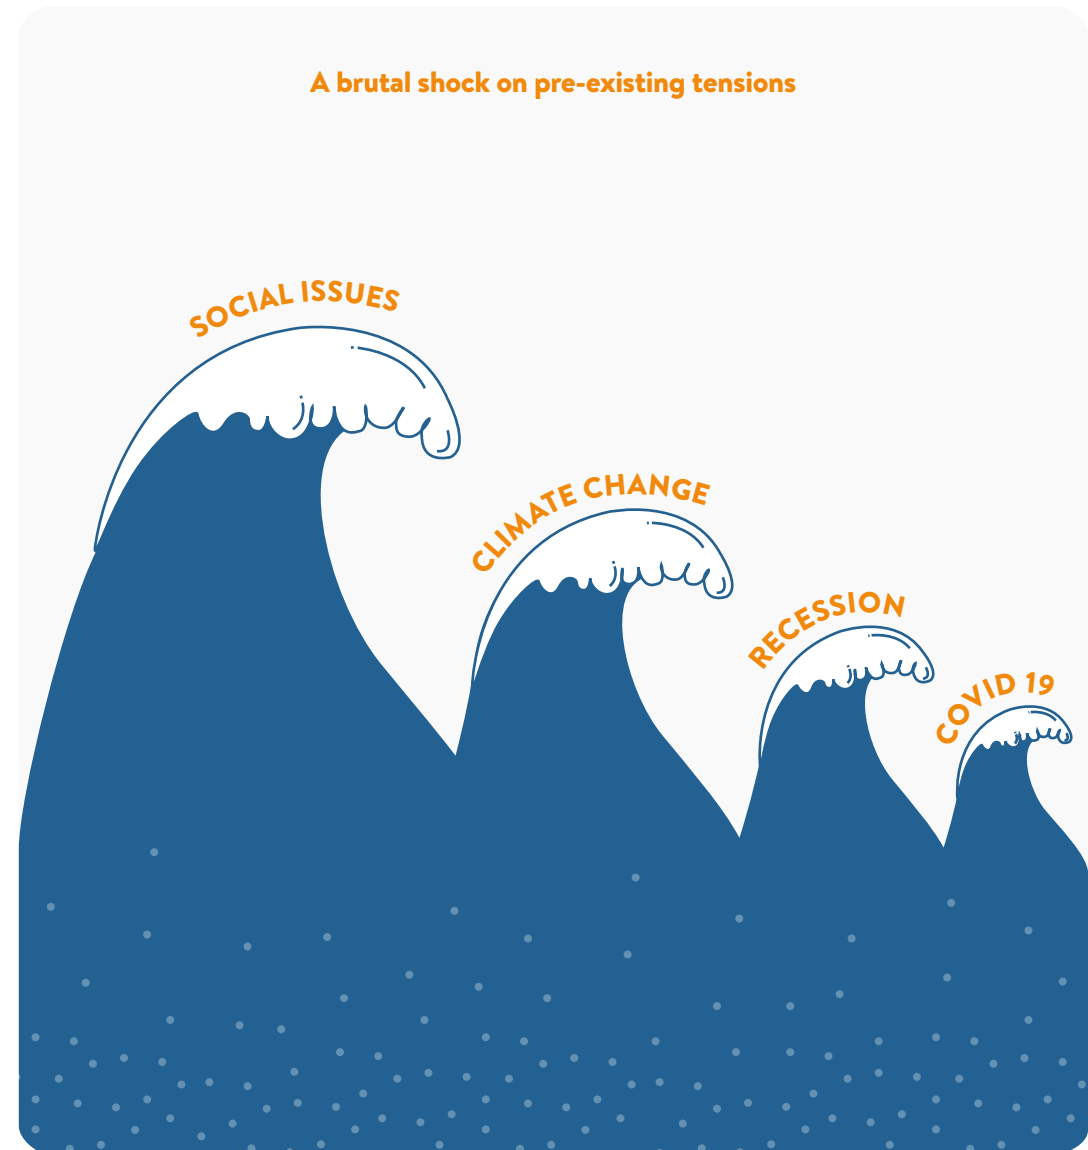 A brutal shock on pre-existing tensions
SOCIAL ISSUES
CLIMATE CHANGE
RECESSION
COVID 19